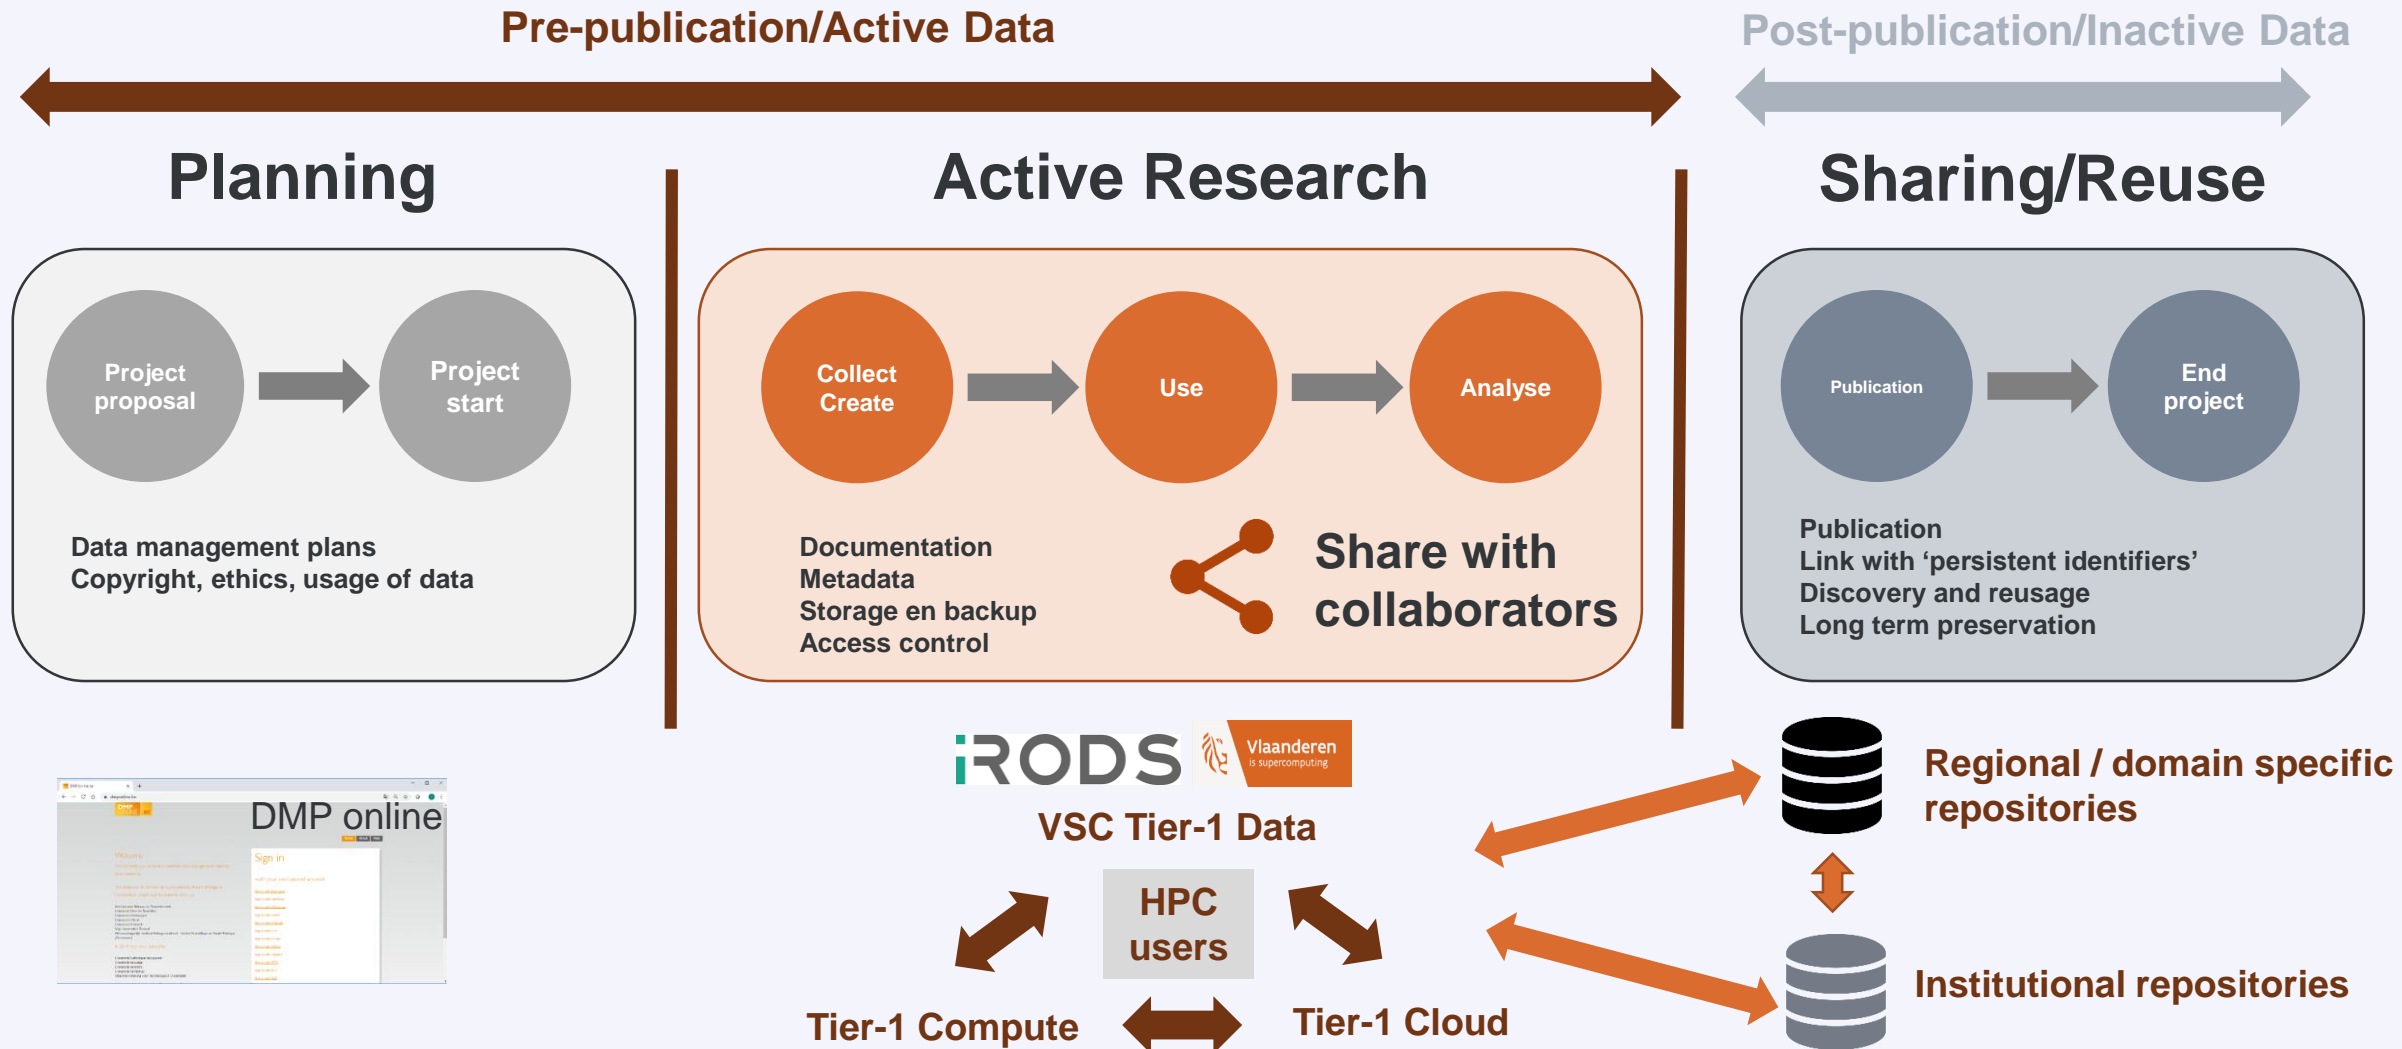 Pre-publication/Active Data
Post-publication/Inactive Data
Planning
Active Research
Sharing/Reuse
Project
proposal
Project
start
Collect
Create
Use
Analyse
Publication
End
project
Data management plans
Copyright, ethics, usage of data
Documentation
Metadata
Storage en backup
Access control
Share with
collaborators
Publication
Link with ‘persistent identifiers’
Discovery and reusage
Long term preservation
iRODS
Vlaanderen
is supercomputing
VSC Tier-1 Data
HPC
users
Tier-1 Compute
Tier-1 Cloud
Regional / domain specific
repositories
Institutional repositories
DMP online
DMP
Welcome
Sign in